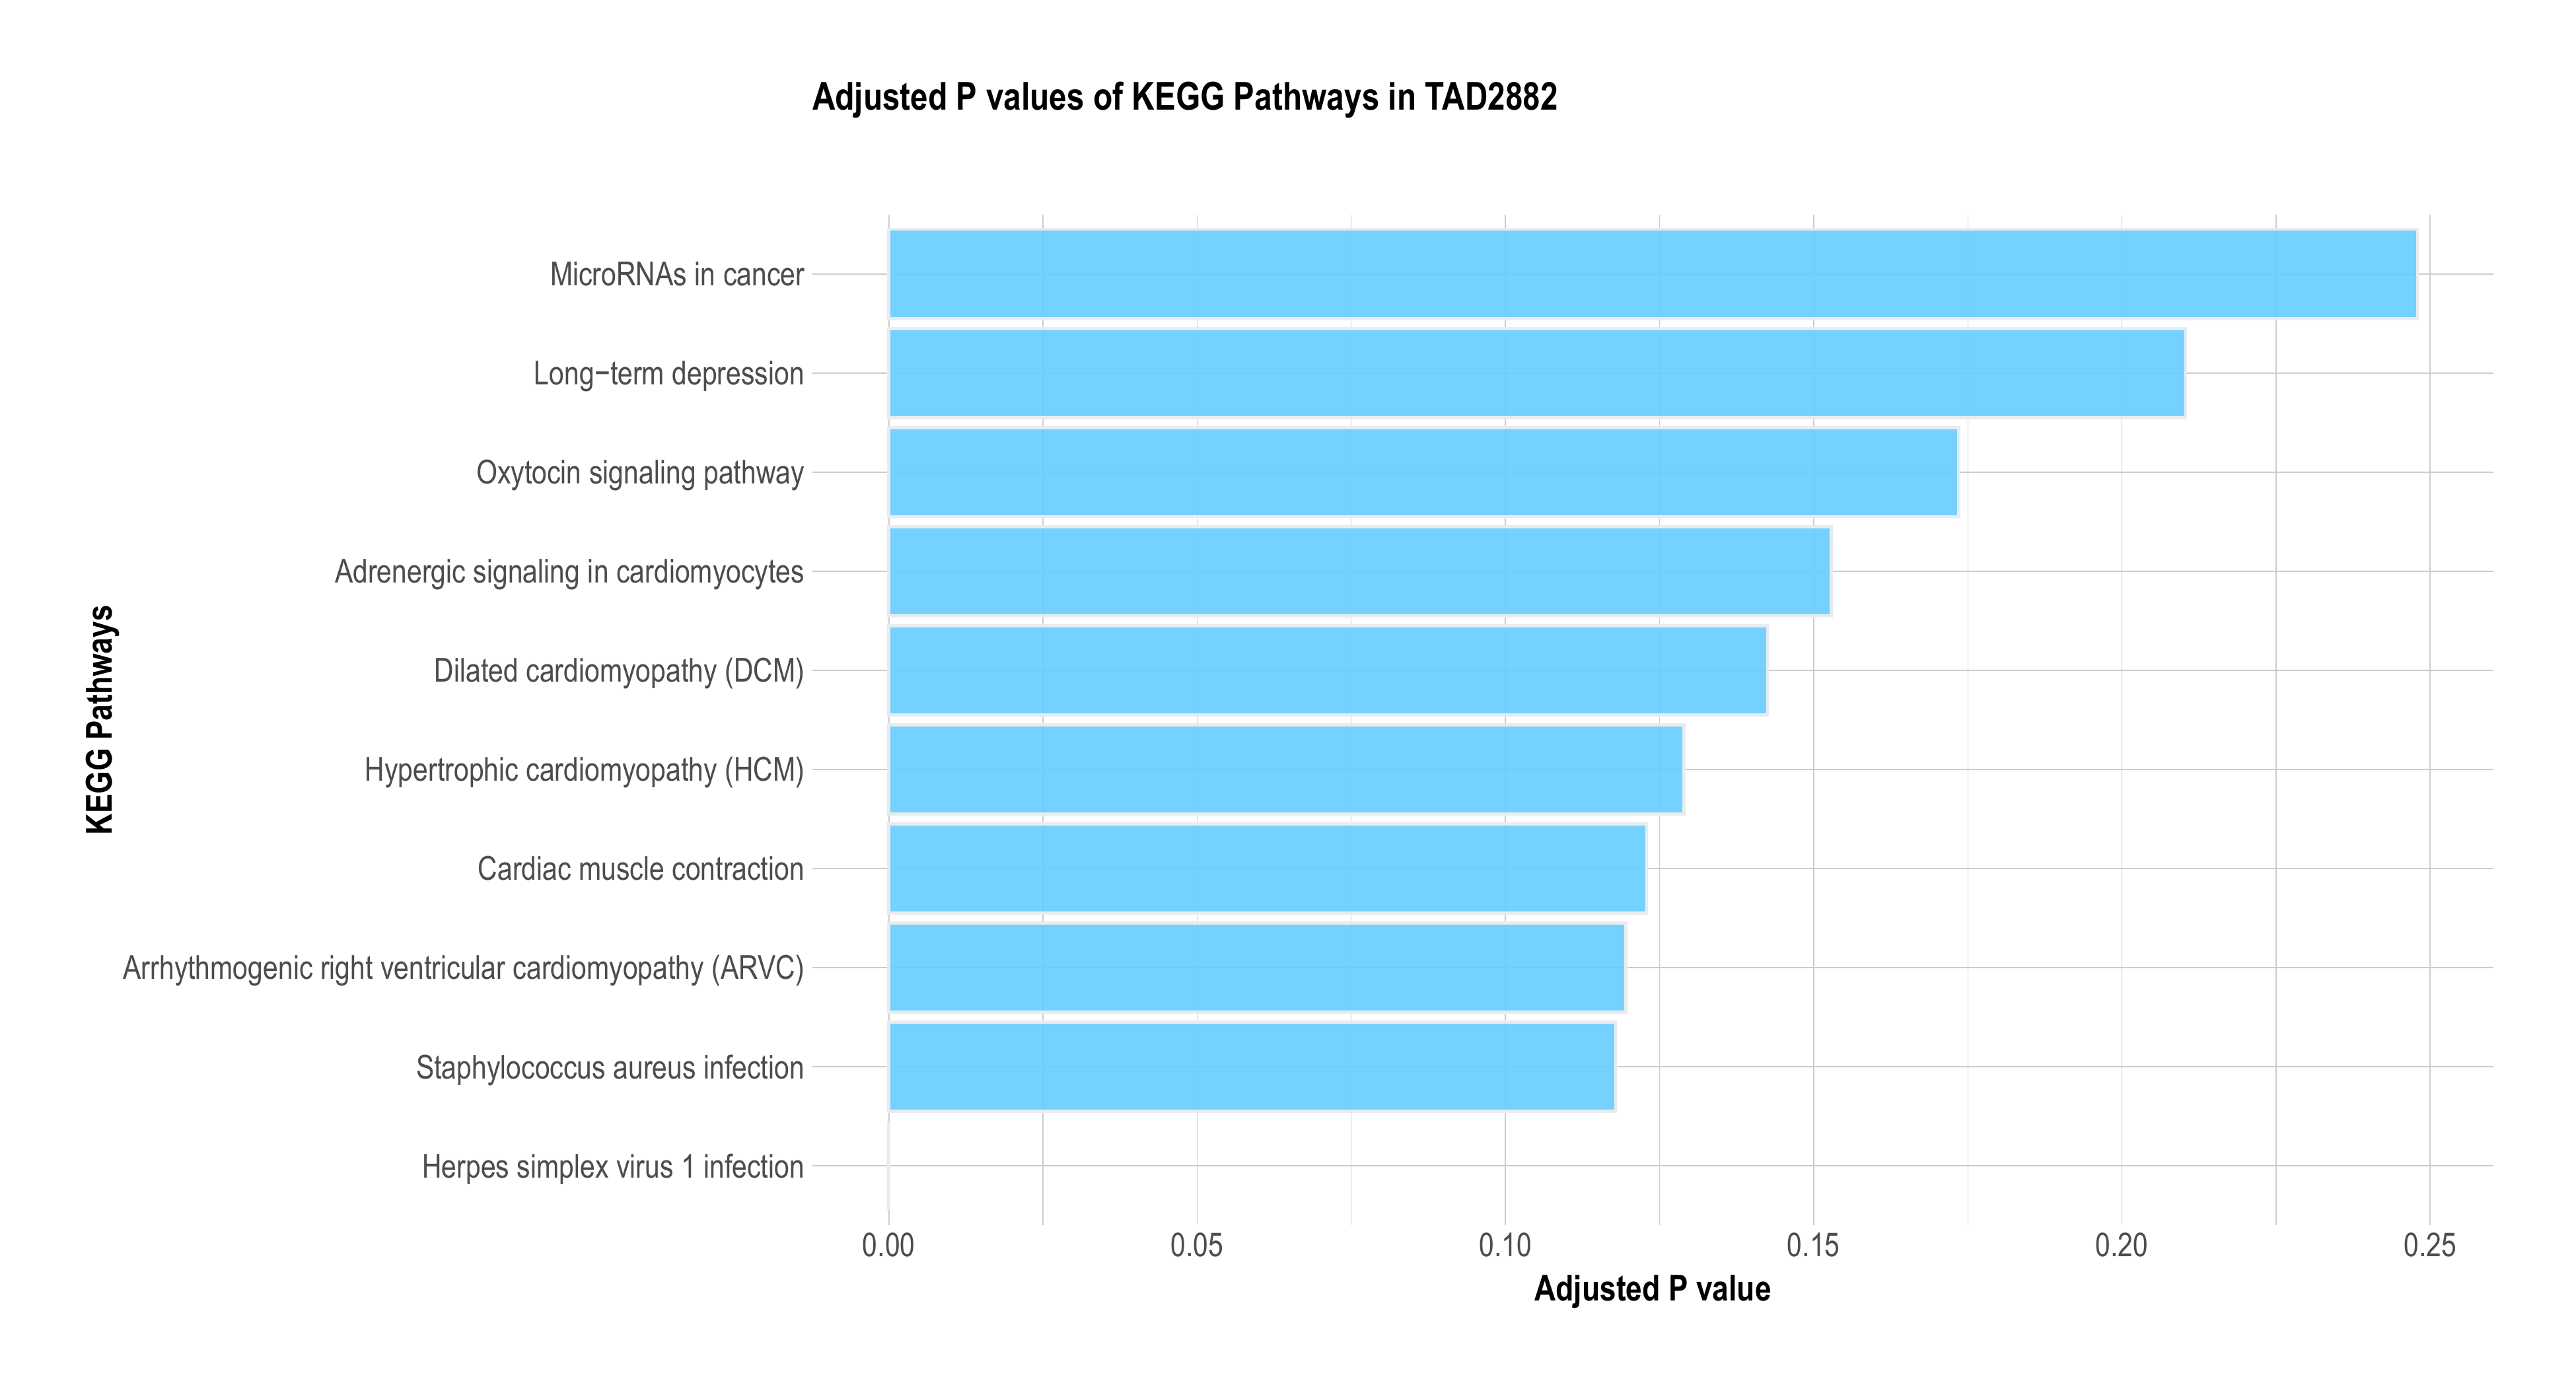 Adjusted P values of KEGG Pathways in TAD2882
KEGG Pathways
MicroRNAs in cancer
Long−term depression
Oxytocin signaling pathway
Adrenergic signaling in cardiomyocytes
Dilated cardiomyopathy (DCM)
Hypertrophic cardiomyopathy (HCM)
Cardiac muscle contraction
Arrhythmogenic right ventricular cardiomyopathy (ARVC)
Staphylococcus aureus infection
Herpes simplex virus 1 infection
0.00 0.05 0.10 0.15 0.20 0.25
Adjusted P value